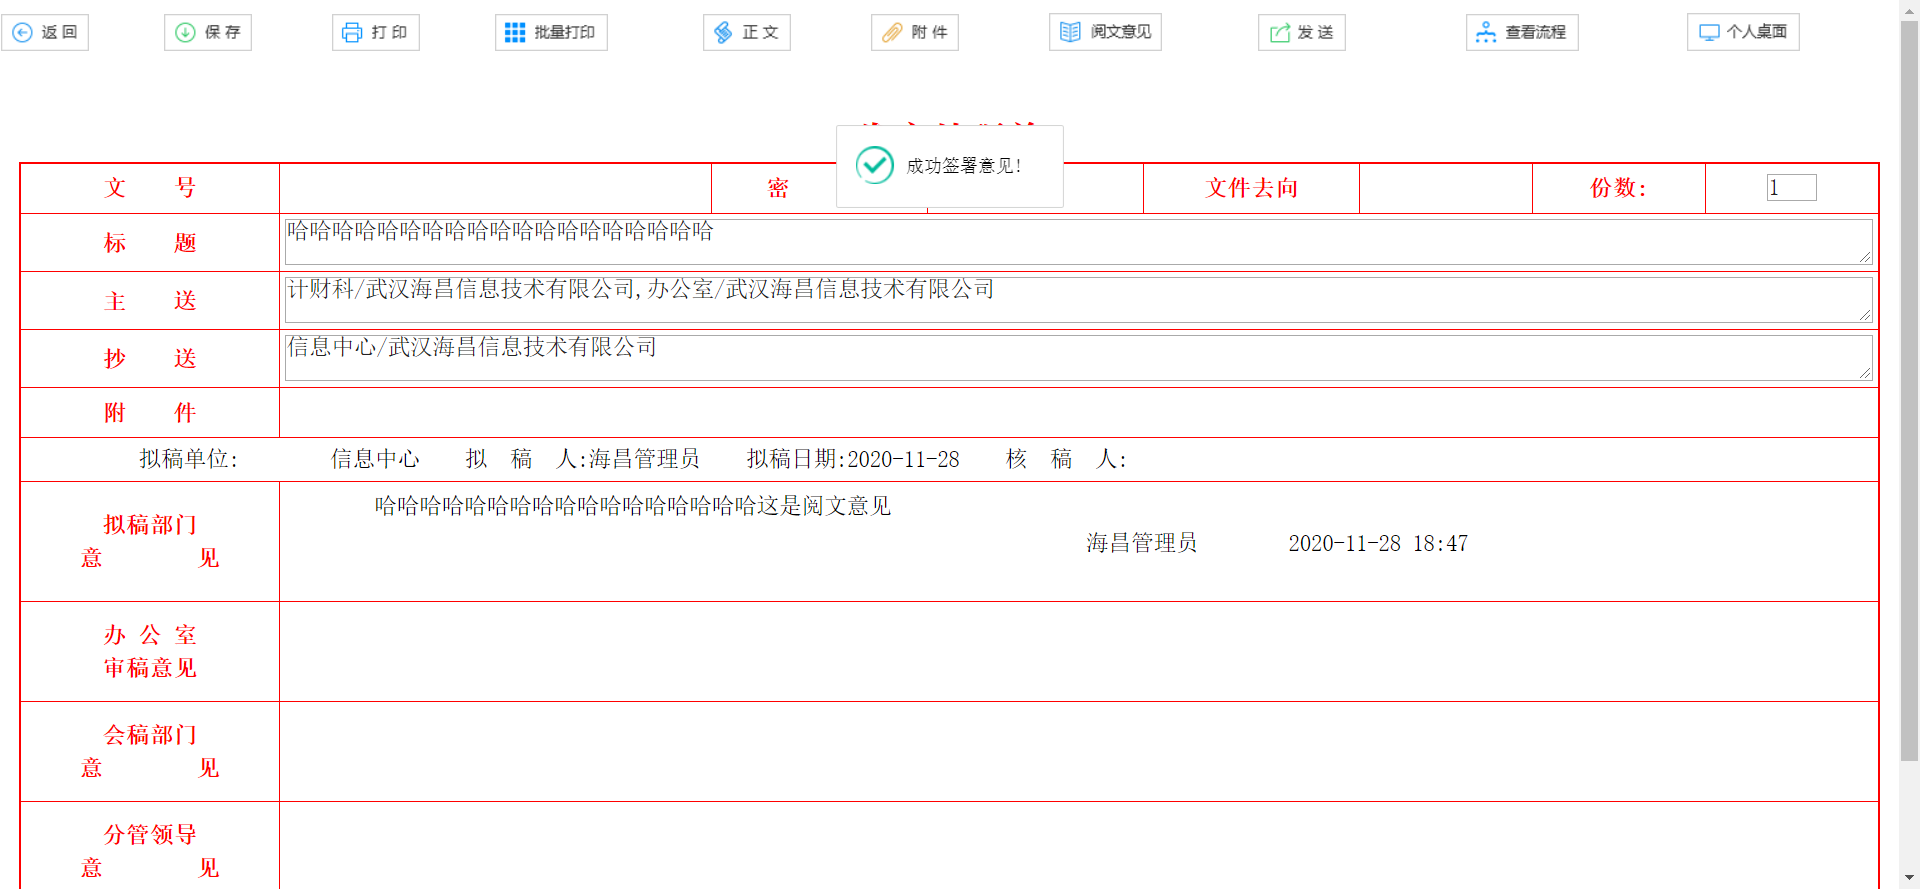 返 回 保 存 打 印 批量打印 正 文 附 件 阅文意见 发 送 查看流程 个人桌面
成功签署意见!
文 号 密 文件去向 份数: 1
标 题 哈哈哈哈哈哈哈哈哈哈哈哈哈哈哈哈哈哈哈
主 送 计财科/武汉海昌信息技术有限公司,办公室/武汉海昌信息技术有限公司
抄 送 信息中心/武汉海昌信息技术有限公司
附 件
拟稿单位: 信息中心 拟 稿 人:海昌管理员 拟稿日期:2020-11-28 核 稿 人:
哈哈哈哈哈哈哈哈哈哈哈哈哈哈哈哈哈这是阅文意见
拟稿部门
意 见
海昌管理员 2020-11-28 18:47
办 公 室
审稿意见
会稿部门
意 见
分管领导
意 见